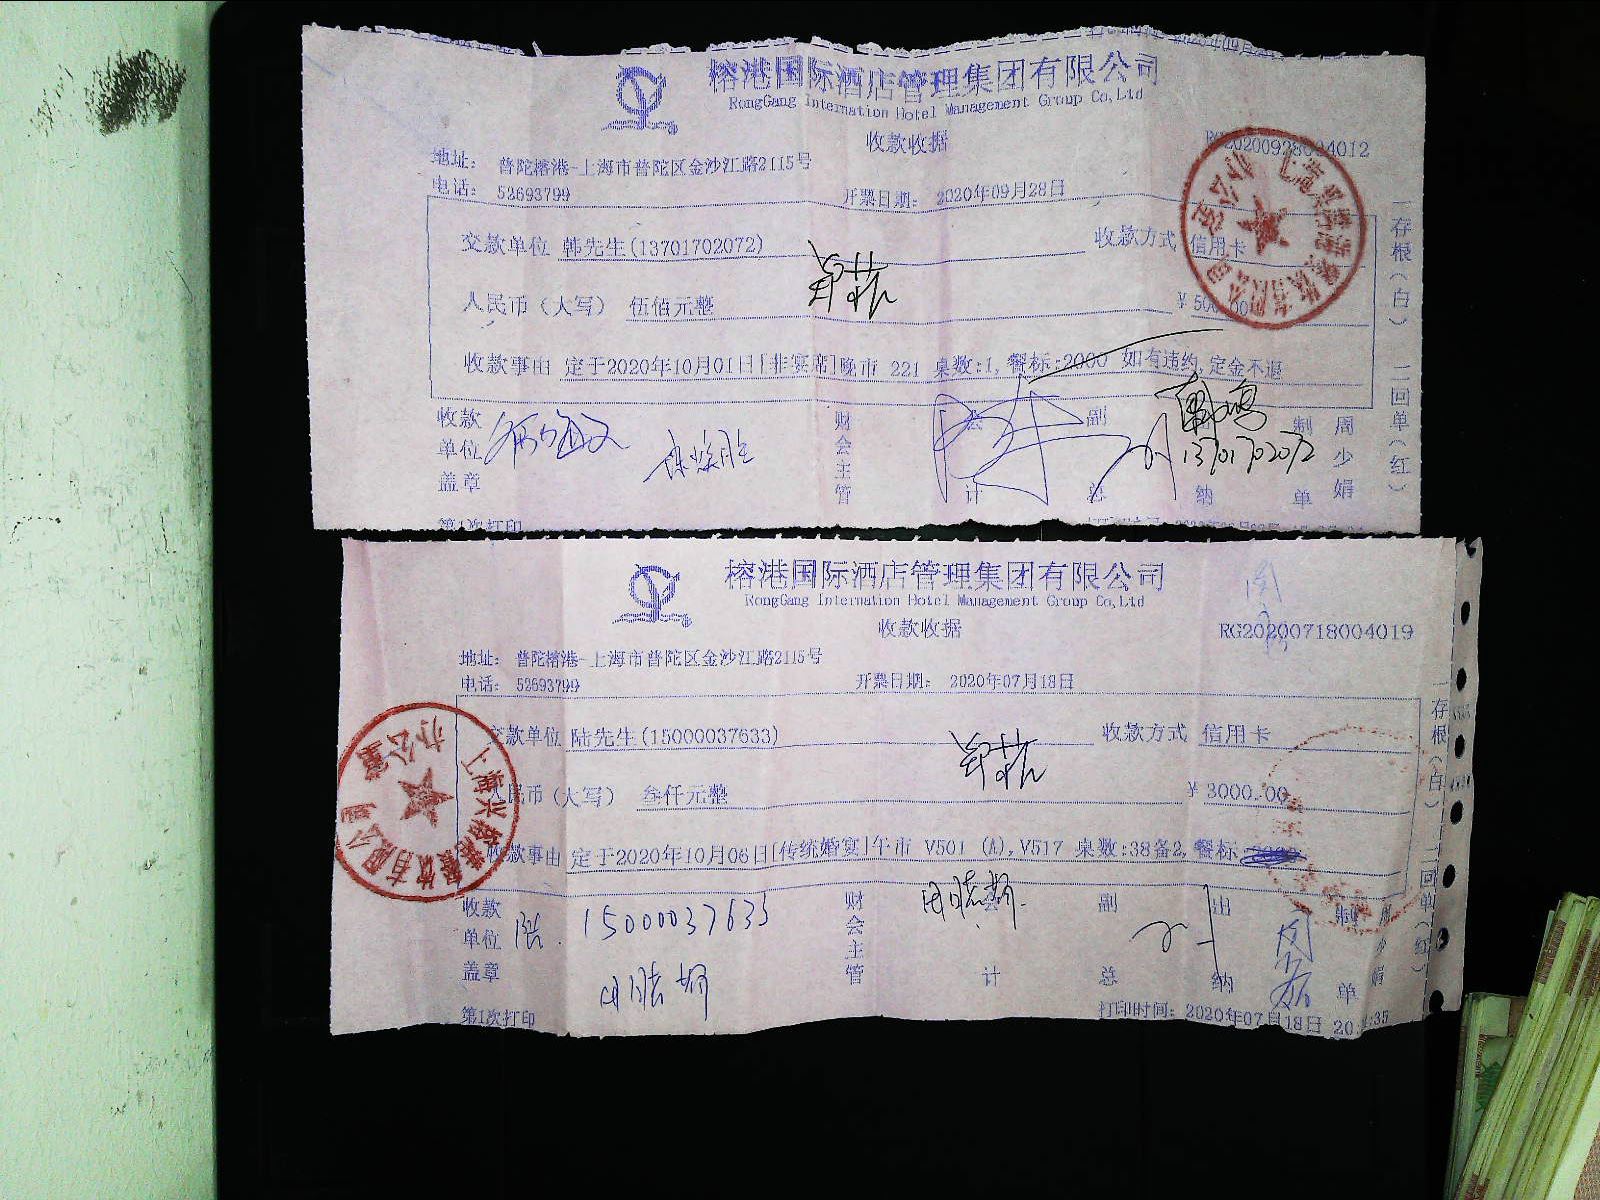 榕港国际酒店管理集团有限公司
RongGang Internation Hotel Management Group Co,Ltd
收款收据
RG20200928004012
地址： 普陀榕港-上海市普陀区金沙江路2115号
电话： 52693799
开票日期： 2020年09月28日
交款单位 韩先生(13701702072)
收款方式 信用卡
人民币（大写） 伍佰元整
￥500.00
收款事由 定于2020年10月01日[非宴席]晚市 221 桌数:1, 餐标:2000 如有违约,定金不退
收款单位盖章
财会主管
会计
副总
出纳
制单
周少娟
13701702072
一存根（白） 二回单（红）
第1次打印
榕港国际酒店管理集团有限公司
RongGang Internation Hotel Management Group Co,Ltd
收款收据
RG20200718004019
地址： 普陀榕港-上海市普陀区金沙江路2115号
电话： 52693799
开票日期： 2020年07月18日
交款单位 陆先生(15000037633)
收款方式 信用卡
人民币（大写） 叁仟元整
￥3000.00
收款事由 定于2020年10月06日[传统婚宴]午市 V501 (A),V517 桌数:38备2, 餐标:
收款单位盖章
15000037633
财会主管
会计
副总
出纳
制单
周少娟
一存根（白） 二回单（红）
第1次打印
打印时间: 2020年07月18日